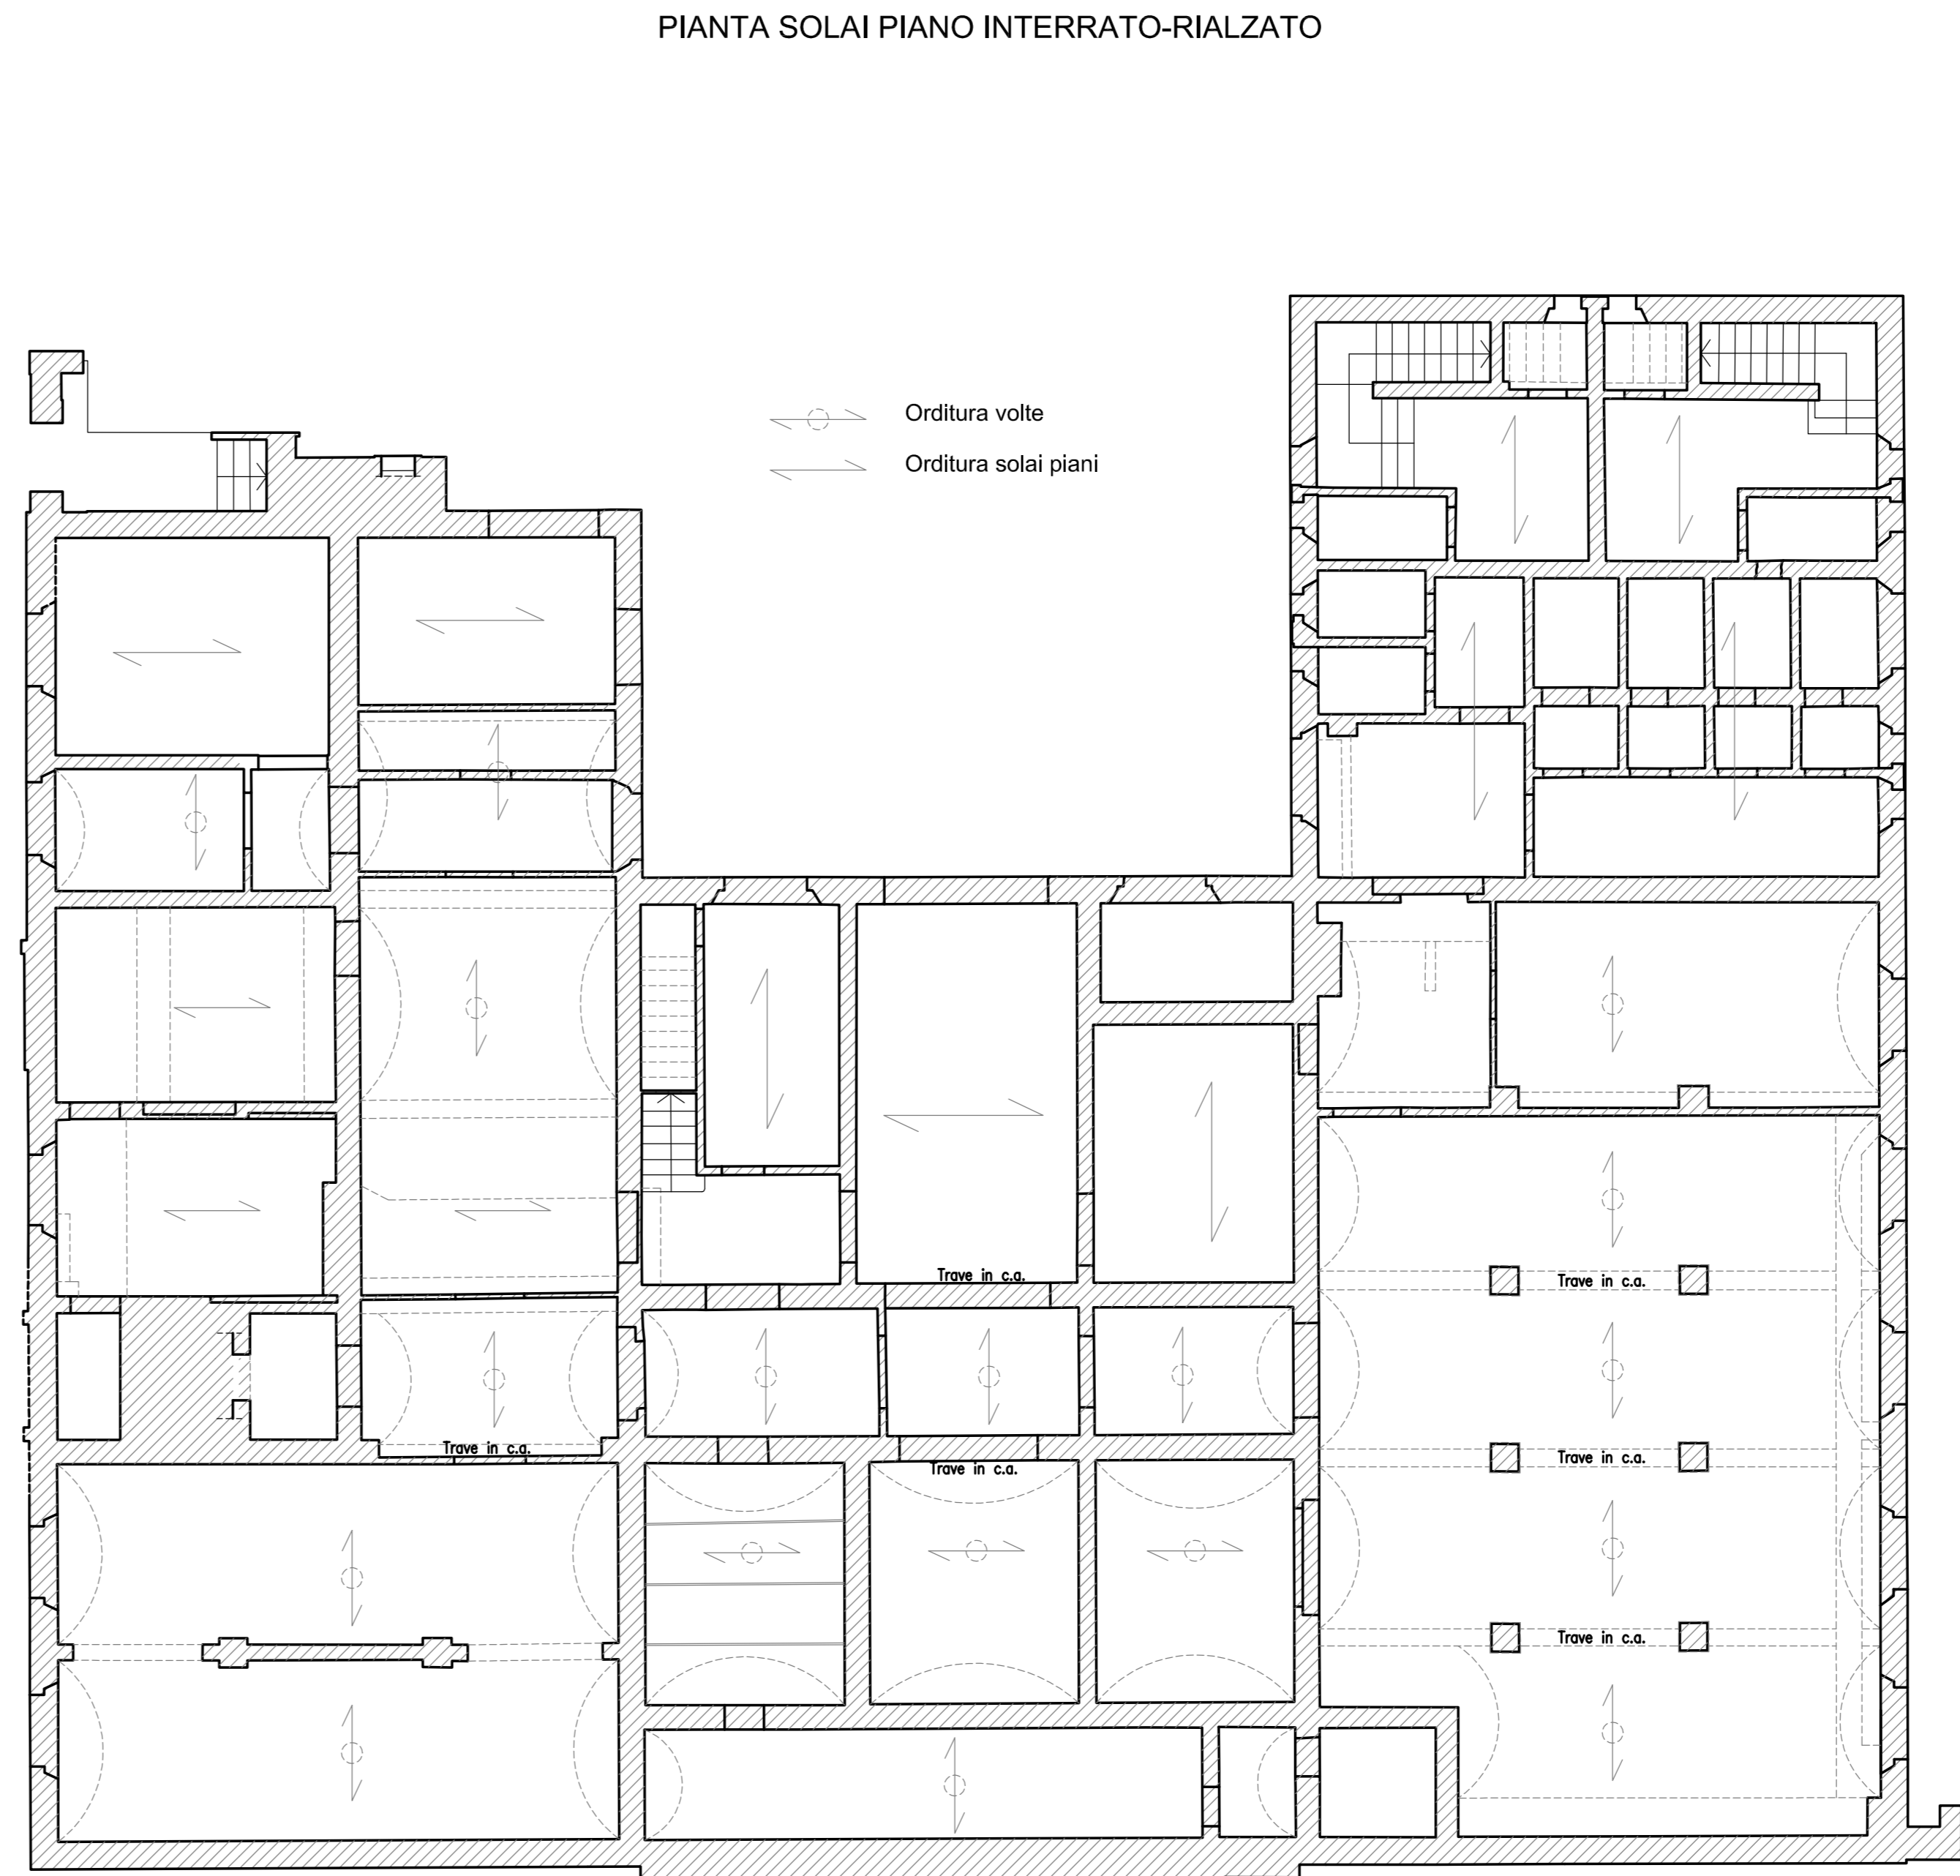 PIANTA SOLAI PIANO INTERRATO-RIALZATO
Orditura volte
Orditura solai piani
Trave in c.a.
Trave in c.a.
Trave in c.a.
Trave in c.a.
Trave in c.a.
Trave in c.a.